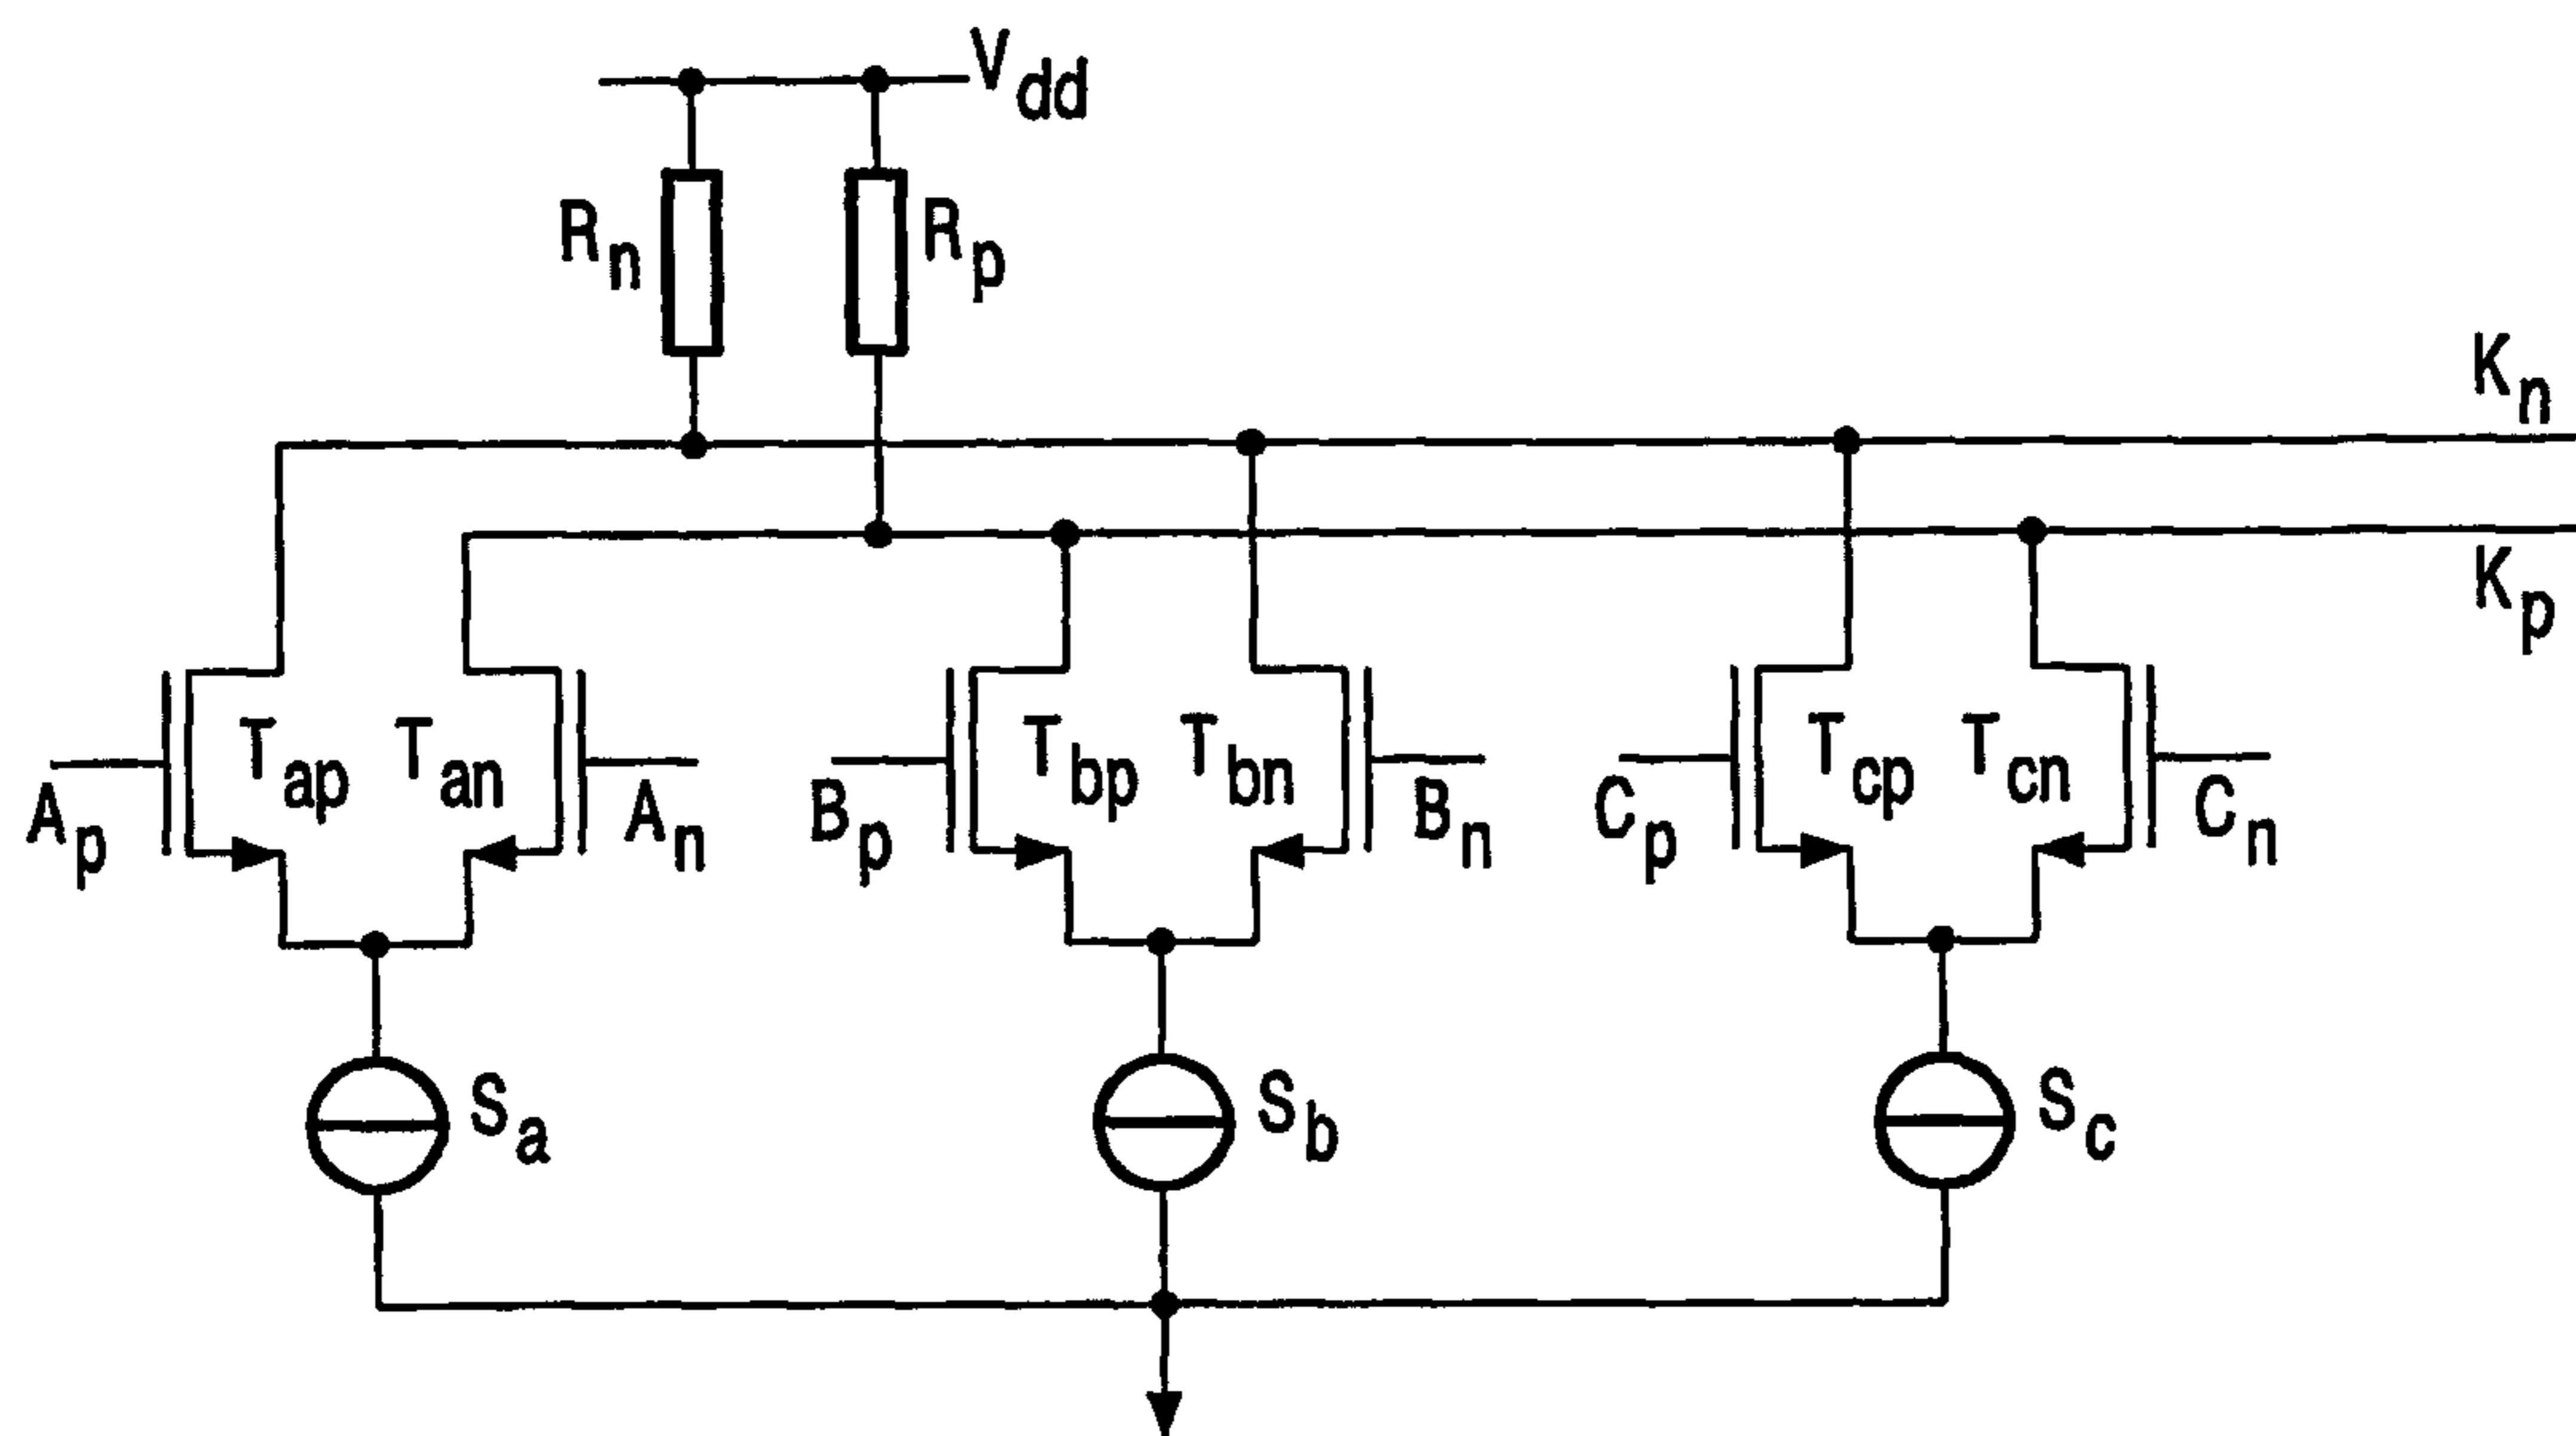 Vdd
Rn
Rp
Kn
Kp
Tap Tan
Tbp Tbn
Tcp Tcn
Ap
An
Bp
Bn
Cp
Cn
Sa
Sb
Sc